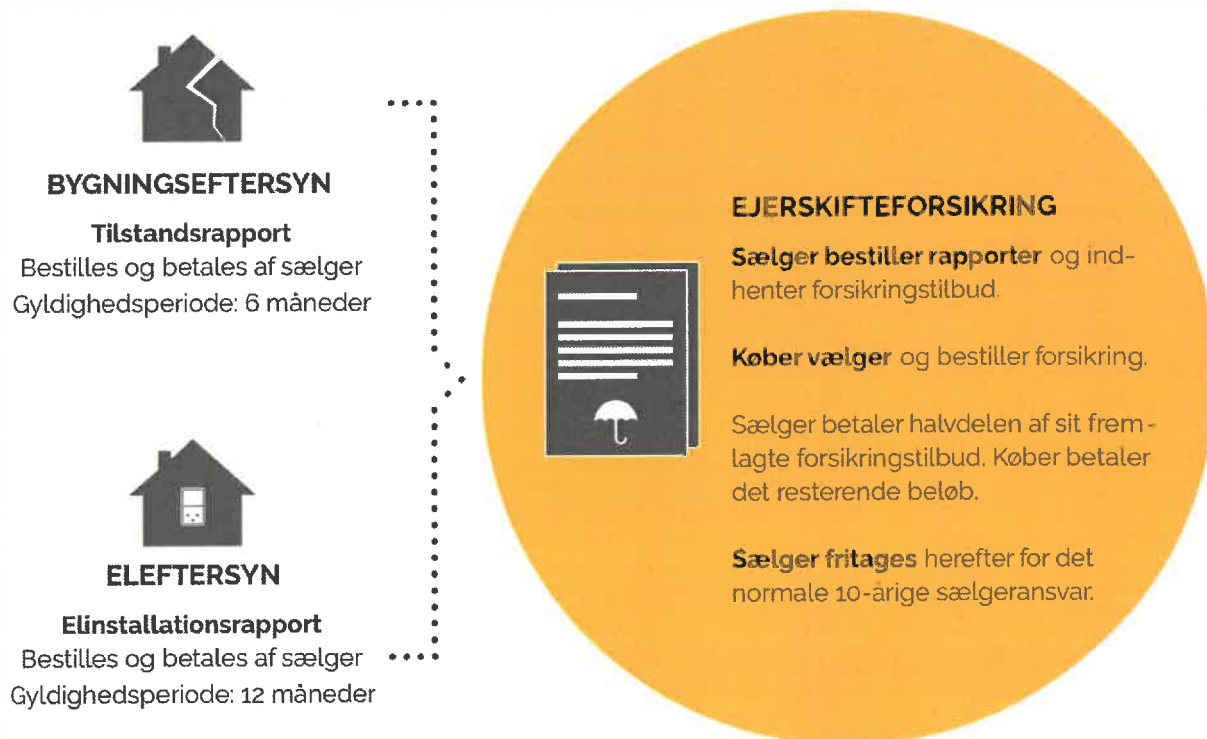 BYGNINGSEFTERSYN
Tilstandsrapport
Bestilles og betales af sælger
Gyldighedsperiode: 6 måneder
ELEFTERSYN
Elinstallationsrapport
Bestilles og betales af sælger
Gyldighedsperiode: 12 måneder
EJERSKIFTEFORSIKRING
Sælger bestiller rapporter og ind-
henter forsikringstilbud.
Køber vælger og bestiller forsikring.
Sælger betaler halvdelen af sit frem-
lagte forsikringstilbud. Køber betaler
det resterende beløb.
Sælger fritages herefter for det
normale 10-årige sælgeransvar.